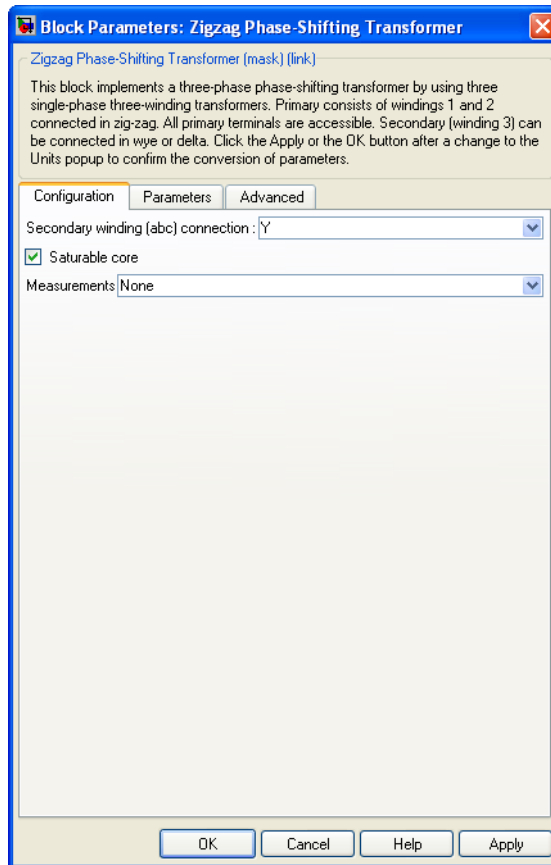 Block Parameters: Zigzag Phase-Shifting Transformer
Zigzag Phase-Shifting Transformer (mask) (link)
This block implements a three-phase phase-shifting transformer by using three
single-phase three-winding transformers. Primary consists of windings 1 and 2
connected in zig-zag. All primary terminals are accessible. Secondary (winding 3) can
be connected in wye or delta. Click the Apply or the OK button after a change to the
Units popup to confirm the conversion of parameters.
Configuration Parameters Advanced
Secondary winding (abc) connection : Y
Saturable core
Measurements None
OK Cancel Help Apply